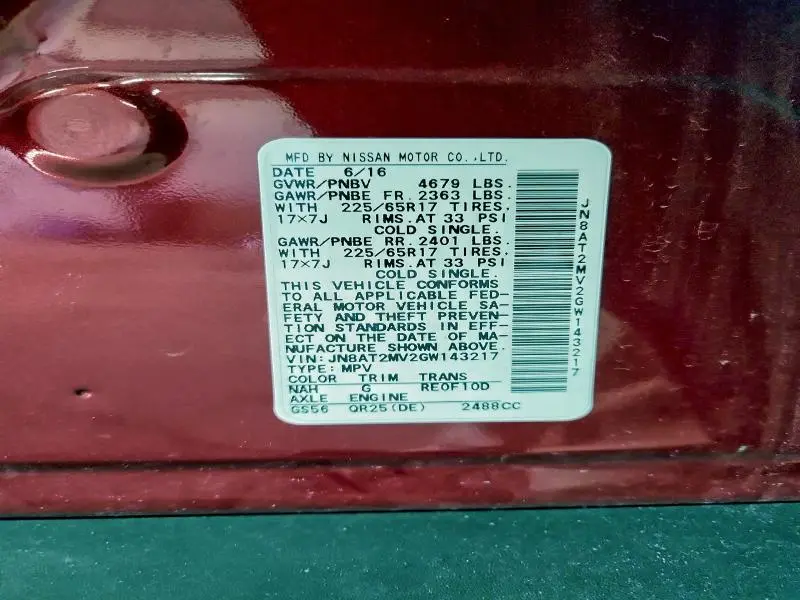 MFD BY NISSAN MOTOR CO.,LTD.
DATE 6/16
GVWR/PNBV 4679 LBS.
GAWR/PNBE FR. 2363 LBS.
WITH 225/65R17 TIRES,
17×7J RIMS.AT 33 PSI
COLD SINGLE.
GAWR/PNBE RR. 2401 LBS.
WITH 225/65R17 TIRES,
17×7J RIMS.AT 33 PSI
COLD SINGLE.
THIS VEHICLE CONFORMS
TO ALL APPLICABLE FED-
ERAL MOTOR VEHICLE SA-
FETY AND THEFT PREVEN-
TION STANDARDS IN EFF-
ECT ON THE DATE OF MA-
NUFACTURE SHOWN ABOVE.
VIN: JN8AT2MV2GW143217
TYPE: MPV
COLOR TRIM TRANS
NAH G RE0F10D
AXLE ENGINE
GS56 QR25(DE) 2488CC
JN8AT2MV2GW143217